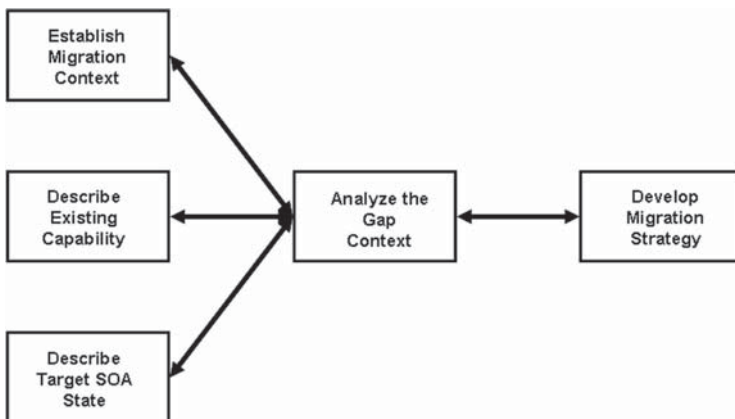 Establish
Migration
Context
Describe
Existing
Capability
Describe
Target SOA
State
Analyze the
Gap
Context
Develop
Migration
Strategy